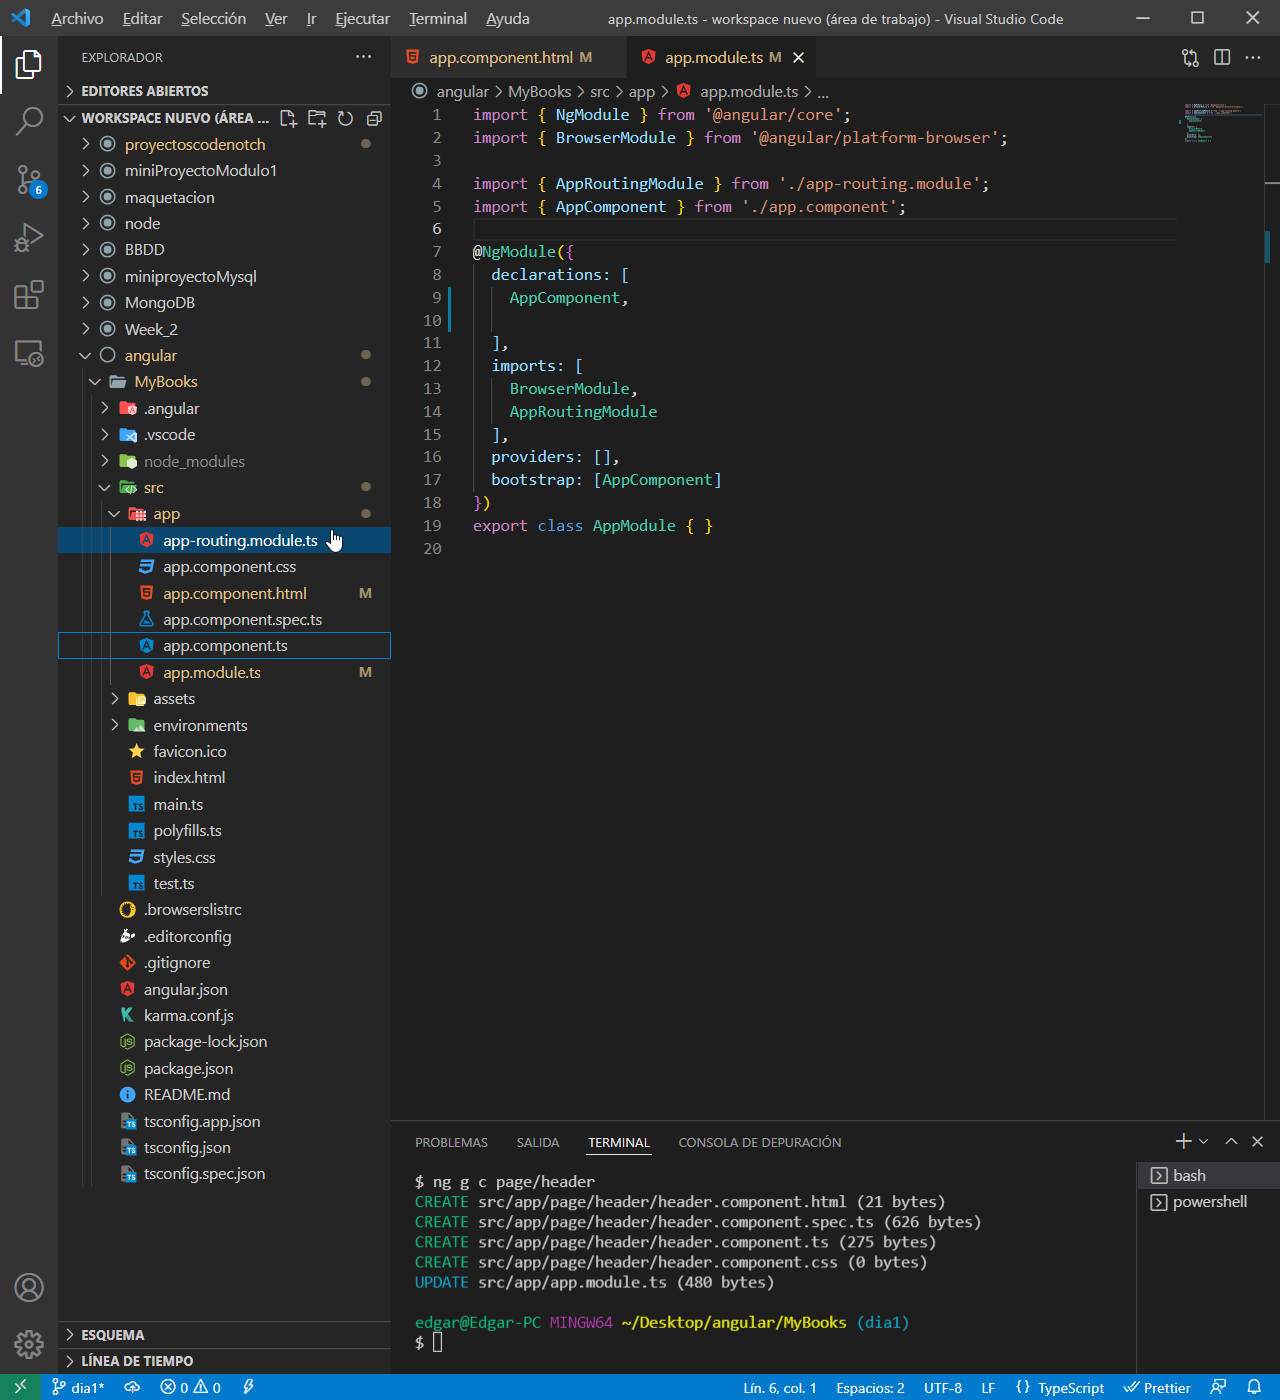 Archivo Editar Selección Ver Ir Ejecutar Terminal Ayuda app.module.ts - workspace nuevo (área de trabajo) - Visual Studio Code
EXPLORADOR
EDITORES ABIERTOS
WORKSPACE NUEVO (ÁREA ...
proyectoscodenotch
miniProyectoModulo1
maquetacion
node
BBDD
miniproyectoMysql
MongoDB
Week_2
angular
MyBooks
.angular
.vscode
node_modules
src
app
app-routing.module.ts
app.component.css
app.component.html M
app.component.spec.ts
app.component.ts
app.module.ts M
assets
environments
favicon.ico
index.html
main.ts
polyfills.ts
styles.css
test.ts
.browserslistrc
.editorconfig
.gitignore
angular.json
karma.conf.js
package-lock.json
package.json
README.md
tsconfig.app.json
tsconfig.json
tsconfig.spec.json
ESQUEMA
LÍNEA DE TIEMPO
6
app.component.html M app.module.ts M
angular > MyBooks > src > app > app.module.ts > ...
1 import { NgModule } from '@angular/core';
2 import { BrowserModule } from '@angular/platform-browser';
3
4 import { AppRoutingModule } from './app-routing.module';
5 import { AppComponent } from './app.component';
6
7 @NgModule({
8 declarations: [
9 AppComponent,
10
11 ],
12 imports: [
13 BrowserModule,
14 AppRoutingModule
15 ],
16 providers: [],
17 bootstrap: [AppComponent]
18 })
19 export class AppModule { }
20
PROBLEMAS SALIDA TERMINAL CONSOLA DE DEPURACIÓN
$ ng g c page/header
CREATE src/app/page/header/header.component.html (21 bytes)
CREATE src/app/page/header/header.component.spec.ts (626 bytes)
CREATE src/app/page/header/header.component.ts (275 bytes)
CREATE src/app/page/header/header.component.css (0 bytes)
UPDATE src/app/app.module.ts (480 bytes)
edgar@Edgar-PC MINGW64 ~/Desktop/angular/MyBooks (dia1)
$
bash
powershell
dia1* 0 0 Lín. 6, col. 1 Espacios: 2 UTF-8 LF {} TypeScript Prettier